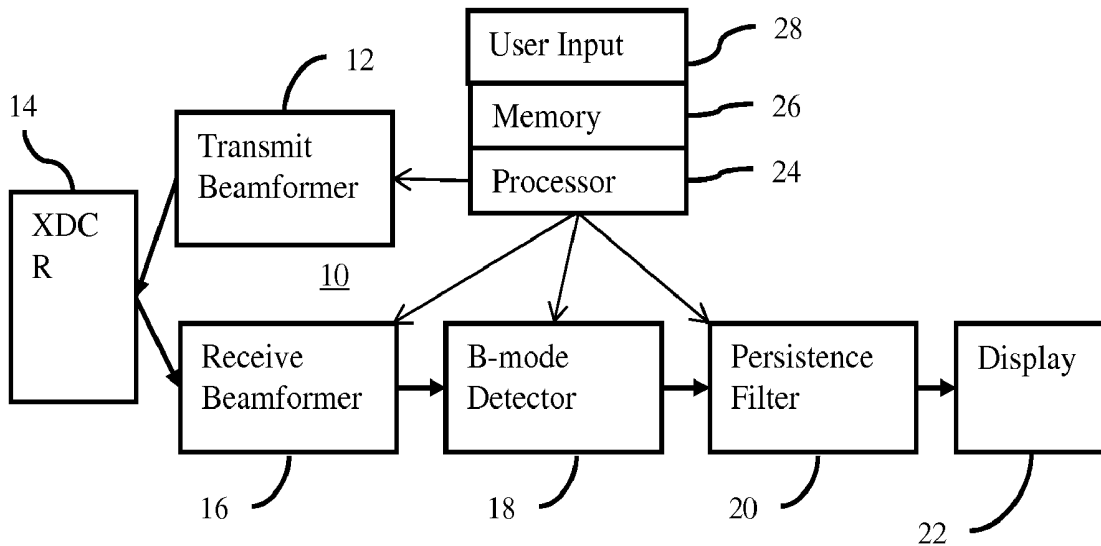 User Input
28
12
14
Memory
26
Transmit
Beamformer
Processor
24
XDC
R
10
Receive
Beamformer
B-mode
Detector
Persistence
Filter
Display
16
18
20
22